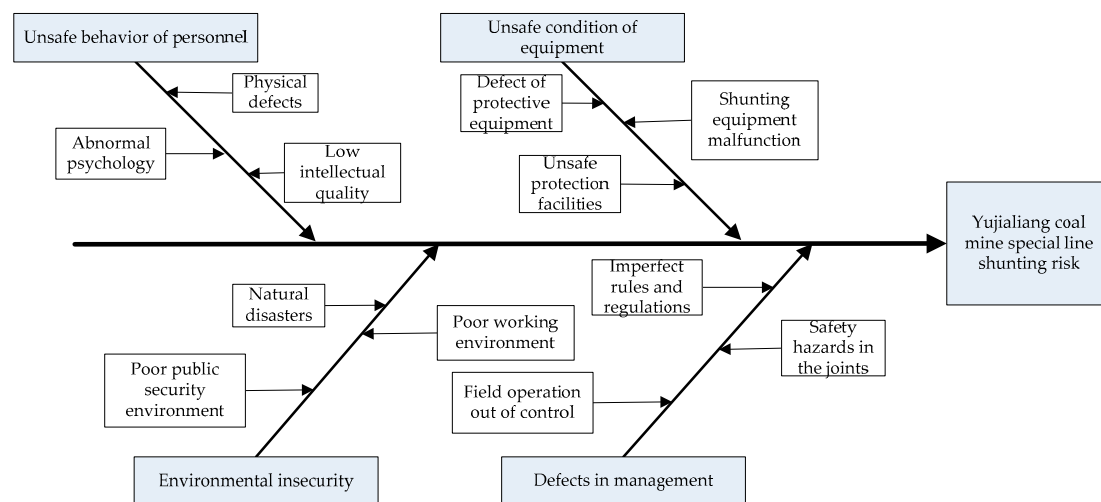 Unsafe behavior of personnel
Unsafe condition of
equipment
Physical
defects
Abnormal
psychology
Low
intellectual
quality
Defect of
protective
equipment
Shunting
equipment
malfunction
Unsafe
protection
facilities
Yujialiang coal
mine special line
shunting risk
Natural
disasters
Poor working
environment
Poor public
security
environment
Imperfect
rules and
regulations
Safety
hazards in
the joints
Field operation
out of control
Environmental insecurity
Defects in management